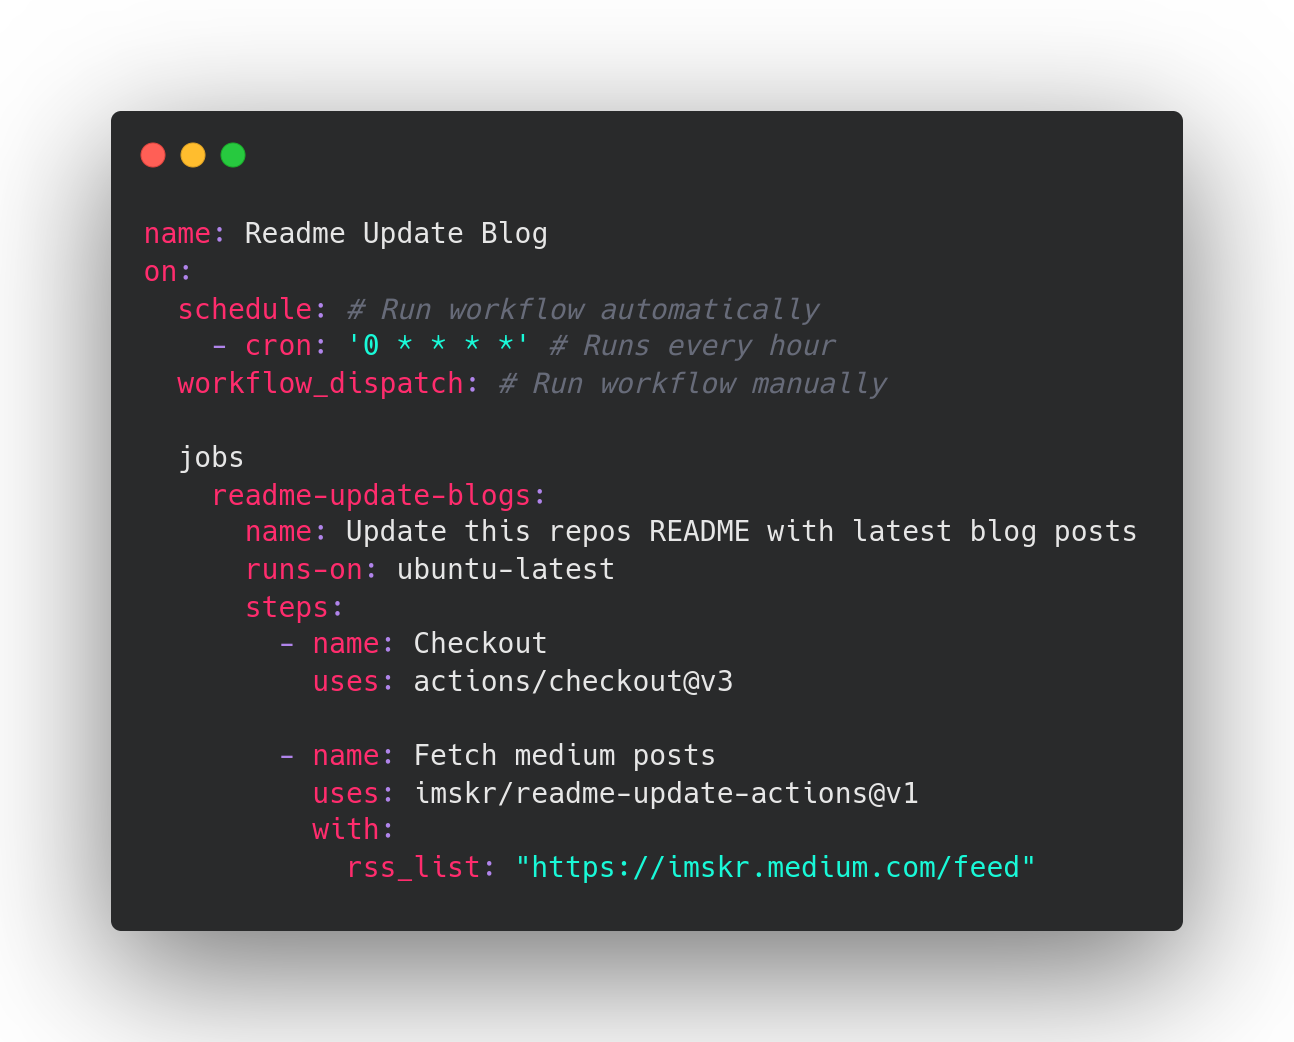 name: Readme Update Blog
on:
  schedule: # Run workflow automatically
    - cron: '0 * * * *' # Runs every hour
  workflow_dispatch: # Run workflow manually

  jobs
    readme-update-blogs:
      name: Update this repos README with latest blog posts
      runs-on: ubuntu-latest
      steps:
        - name: Checkout
          uses: actions/checkout@v3

        - name: Fetch medium posts
          uses: imskr/readme-update-actions@v1
          with:
            rss_list: "https://imskr.medium.com/feed"